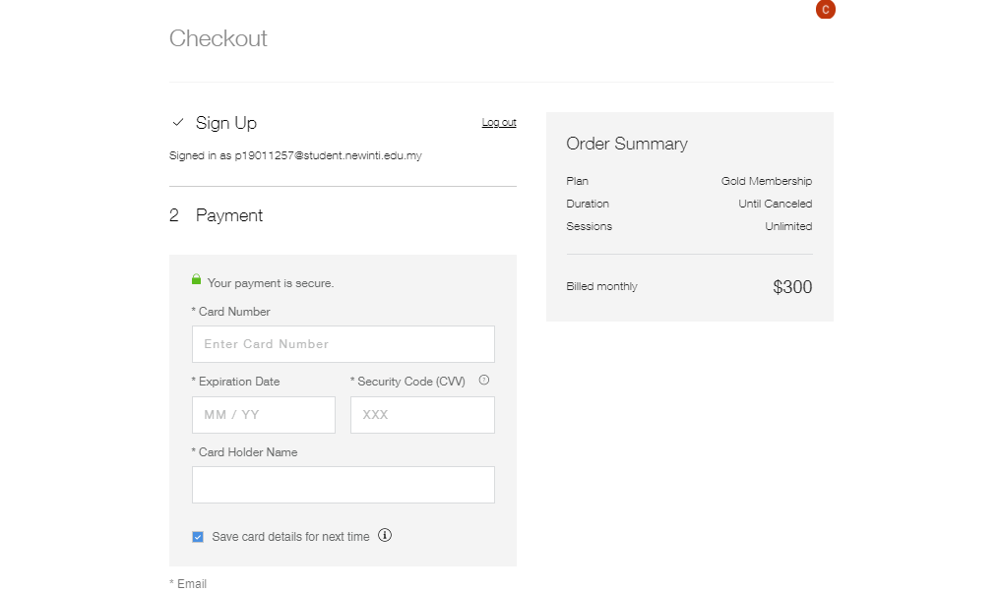 C
Checkout
Sign Up
Log out
Signed in as p19011257@student.newinti.edu.my
2 Payment
Your payment is secure.
* Card Number
Enter Card Number
* Expiration Date
* Security Code (CVV) ?
MM / YY
XXX
* Card Holder Name
Save card details for next time i
* Email
Order Summary
Plan Gold Membership
Duration Until Canceled
Sessions Unlimited
Billed monthly $300